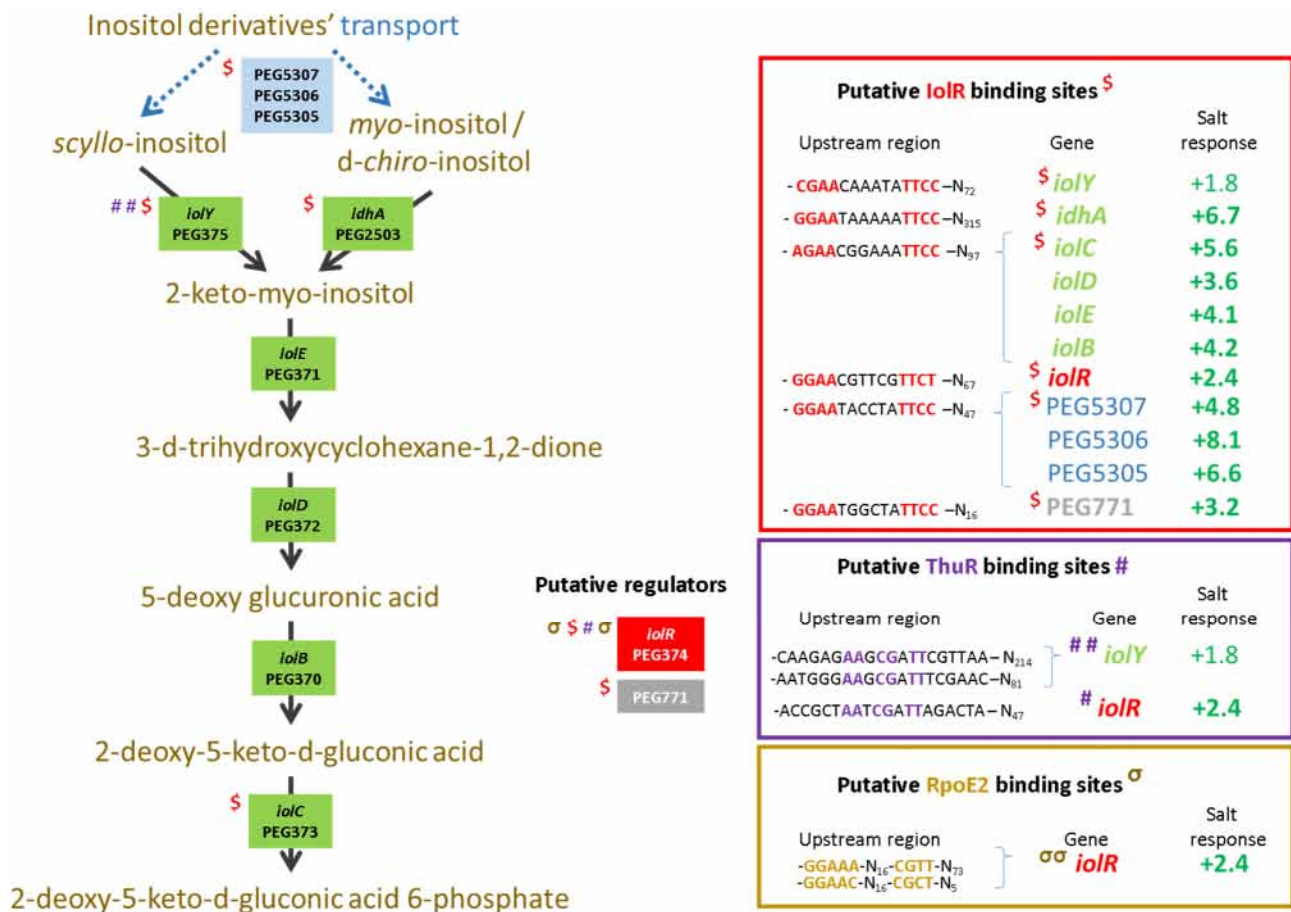 Inositol derivatives' transport
$
PEG5307
PEG5306
PEG5305
scyllo-inositol
myo-inositol /
d-chiro-inositol
##$
iolY
PEG375
$
idhA
PEG2503
2-keto-myo-inositol
iolE
PEG371
3-d-trihydroxycyclohexane-1,2-dione
iolD
PEG372
5-deoxy glucuronic acid
iolB
PEG370
2-deoxy-5-keto-d-gluconic acid
$
iolC
PEG373
2-deoxy-5-keto-d-gluconic acid 6-phosphate
Putative regulators
σ $ # σ
iolR
PEG374
$
PEG771
Putative IolR binding sites $
Upstream region Gene Salt response
- CGAACAAATATTCC –N72 $ iolY +1.8
- GGAATAAAAATTCC –N315 $ idhA +6.7
- AGAACGGAAATTCC –N97 $ iolC +5.6
iolD +3.6
iolE +4.1
iolB +4.2
- GGAACGTTCGTTCT –N67 $ iolR +2.4
- GGAATACCTATTCC –N47 $ PEG5307 +4.8
PEG5306 +8.1
PEG5305 +6.6
- GGAATGGCTATTCC –N16 $ PEG771 +3.2
Putative ThuR binding sites #
Upstream region Gene Salt response
-CAAGAGAAGCGATTCGTTAA– N214 ## iolY +1.8
-AATGGGAAGCGATTTCGAAC– N81
-ACCGCTAATCGATTAGACTA– N47 # iolR +2.4
Putative RpoE2 binding sites σ
Upstream region Gene Salt response
-GGAAA-N16-CGTT-N73 σσ iolR +2.4
-GGAAC-N16-CGCT-N5